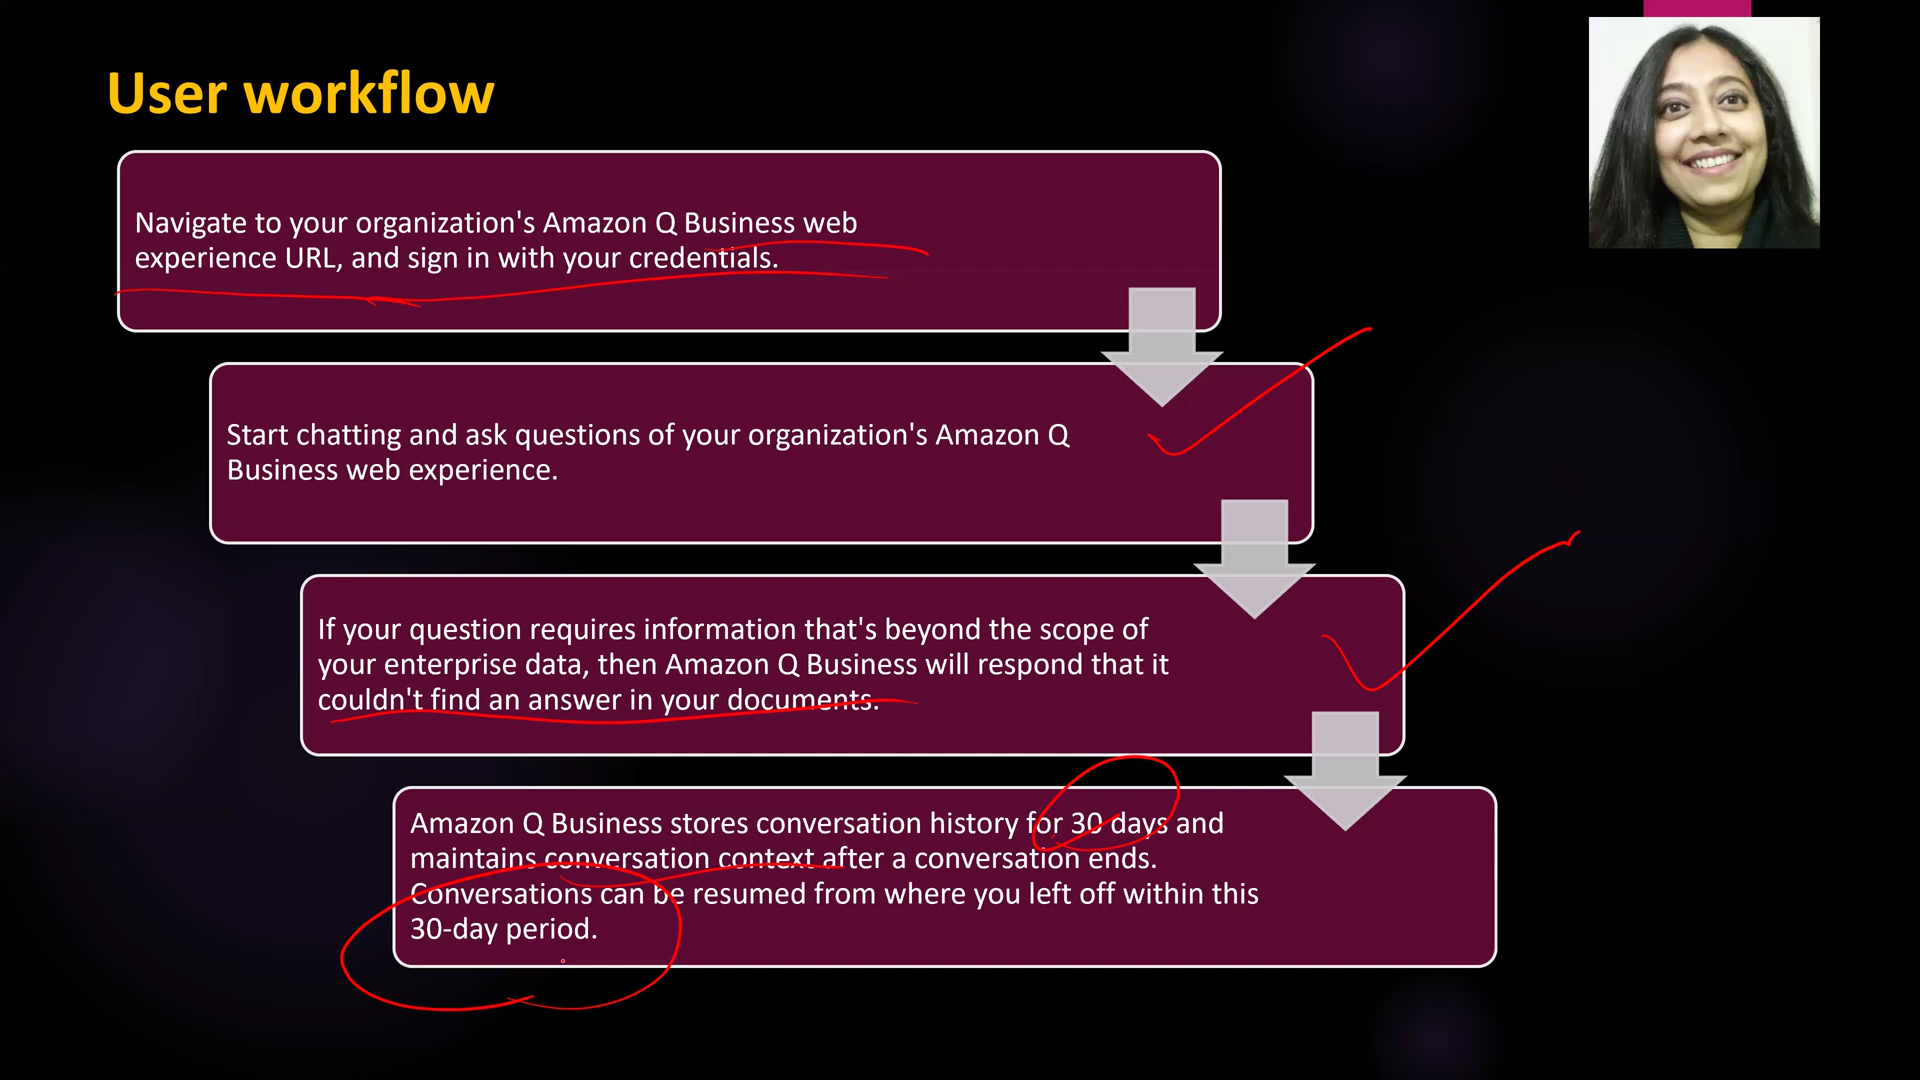 User workflow
Navigate to your organization's Amazon Q Business web
experience URL, and sign in with your credentials.
Start chatting and ask questions of your organization's Amazon Q
Business web experience.
If your question requires information that's beyond the scope of
your enterprise data, then Amazon Q Business will respond that it
couldn't find an answer in your documents.
Amazon Q Business stores conversation history for 30 days and
maintains conversation context after a conversation ends.
Conversations can be resumed from where you left off within this
30-day period.